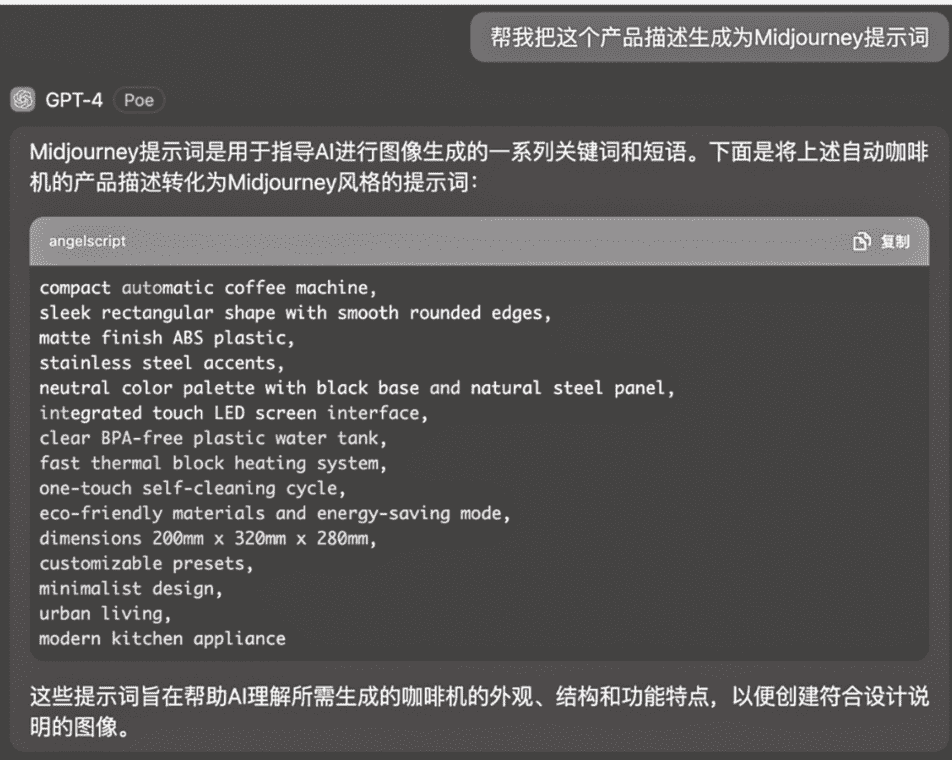 帮我把这个产品描述生成为Midjourney提示词
GPT-4 Poe
Midjourney提示词是用于指导AI进行图像生成的一系列关键词和短语。下面是将上述自动咖啡
机的产品描述转化为Midjourney风格的提示词：
angelscript 复制
compact automatic coffee machine,
sleek rectangular shape with smooth rounded edges,
matte finish ABS plastic,
stainless steel accents,
neutral color palette with black base and natural steel panel,
integrated touch LED screen interface,
clear BPA-free plastic water tank,
fast thermal block heating system,
one-touch self-cleaning cycle,
eco-friendly materials and energy-saving mode,
dimensions 200mm x 320mm x 280mm,
customizable presets,
minimalist design,
urban living,
modern kitchen appliance
这些提示词旨在帮助AI理解所需生成的咖啡机的外观、结构和功能特点，以便创建符合设计说
明的图像。